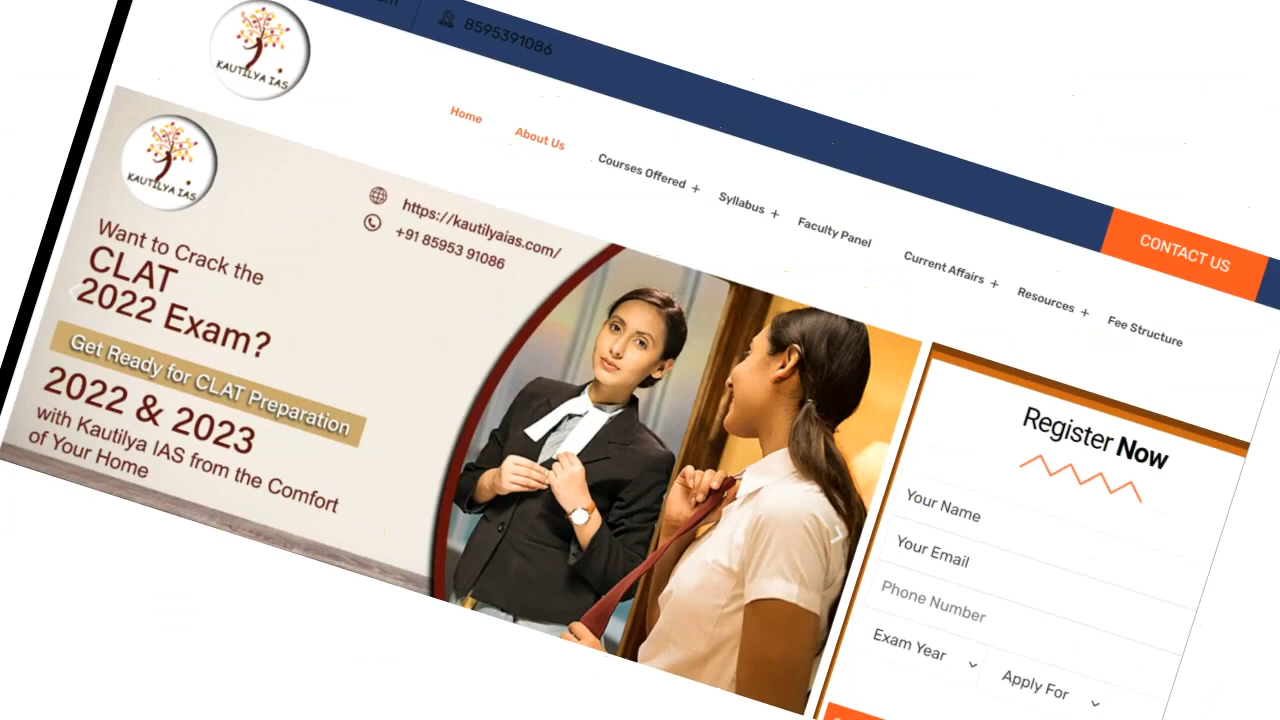 8595391086
KAUTILYA IAS
Home
About Us
Courses Offered +
Syllabus +
Faculty Panel
Current Affairs +
Resources +
Fee Structure
CONTACT US
KAUTILYA IAS
https://kautilyaias.com/
+91 85953 91086
Want to Crack the
CLAT
2022 Exam?
Get Ready for CLAT Preparation
2022 & 2023
with Kautilya IAS from the Comfort
of Your Home
Register Now
Your Name
Your Email
Phone Number
Exam Year
Apply For